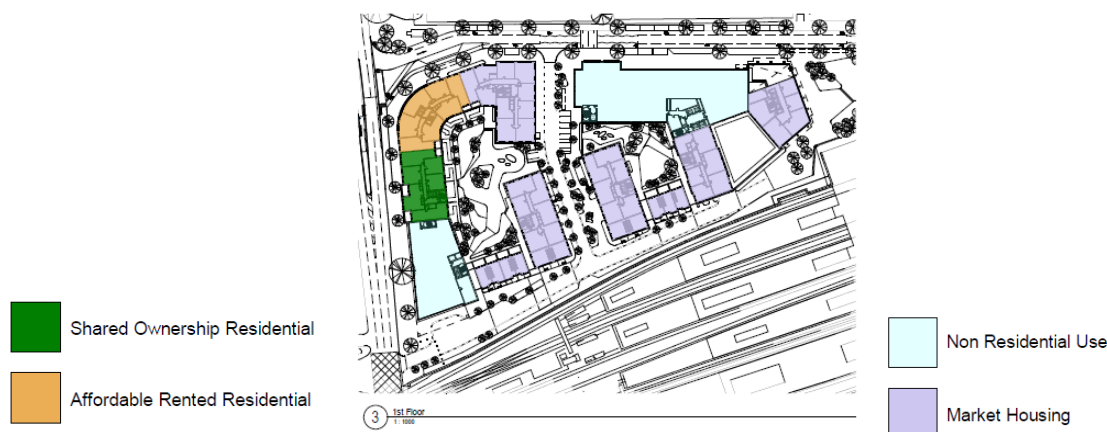 Shared Ownership Residential
Affordable Rented Residential
3
1st Floor
1 : 1000
Non Residential Use
Market Housing